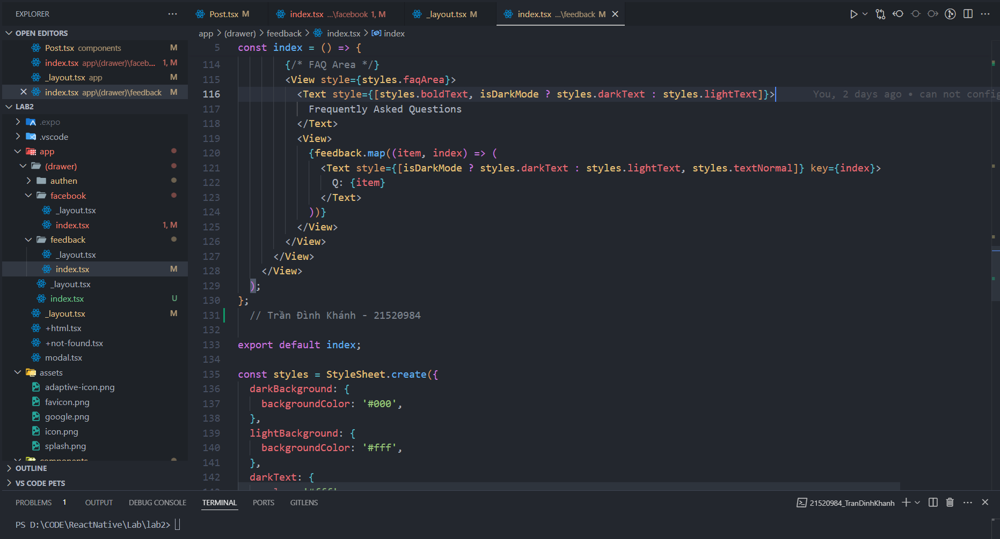 EXPLORER
OPEN EDITORS
Post.tsx components M
index.tsx app\(drawer)\faceb... 1, M
_layout.tsx app M
index.tsx app\(drawer)\feedback M
LAB2
.expo
.vscode
app
(drawer)
authen
facebook
_layout.tsx
index.tsx 1, M
feedback
_layout.tsx
index.tsx M
_layout.tsx
index.tsx U
_layout.tsx M
+html.tsx
+not-found.tsx
modal.tsx
assets
adaptive-icon.png
favicon.png
google.png
icon.png
splash.png
components
OUTLINE
VS CODE PETS
Post.tsx M index.tsx ...\facebook 1, M _layout.tsx M index.tsx ...\feedback M
app > (drawer) > feedback > index.tsx > index
5 const index = () => {
114 {/* FAQ Area */}
115 <View style={styles.faqArea}>
116 <Text style={[styles.boldText, isDarkMode ? styles.darkText : styles.lightText]}> You, 2 days ago • can not config
117 Frequently Asked Questions
118 </Text>
119 <View>
120 {feedback.map((item, index) => (
121 <Text style={[isDarkMode ? styles.darkText : styles.lightText, styles.textNormal]} key={index}>
122 Q: {item}
123 </Text>
124 ))}
125 </View>
126 </View>
127 </View>
128 </View>
129 );
130 };
131 // Trần Đình Khánh - 21520984
132
133 export default index;
134
135 const styles = StyleSheet.create({
136 darkBackground: {
137 backgroundColor: '#000',
138 },
139 lightBackground: {
140 backgroundColor: '#fff',
141 },
142 darkText: {
PROBLEMS 1 OUTPUT DEBUG CONSOLE TERMINAL PORTS GITLENS 21520984_TranDinhKhanh
PS D:\CODE\ReactNative\Lab\lab2>